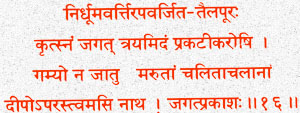 निर्धूमवर्त्तिरपवर्जित-तैलपूरः
कृत्स्नं जगत् त्रयमिदं प्रकटीकरोषि ।
गम्यो न जातु मरुतां चलिताचलाना
दीपोऽपरस्त्वमसि नाथ ! जगत्प्रकाशः ॥१६॥